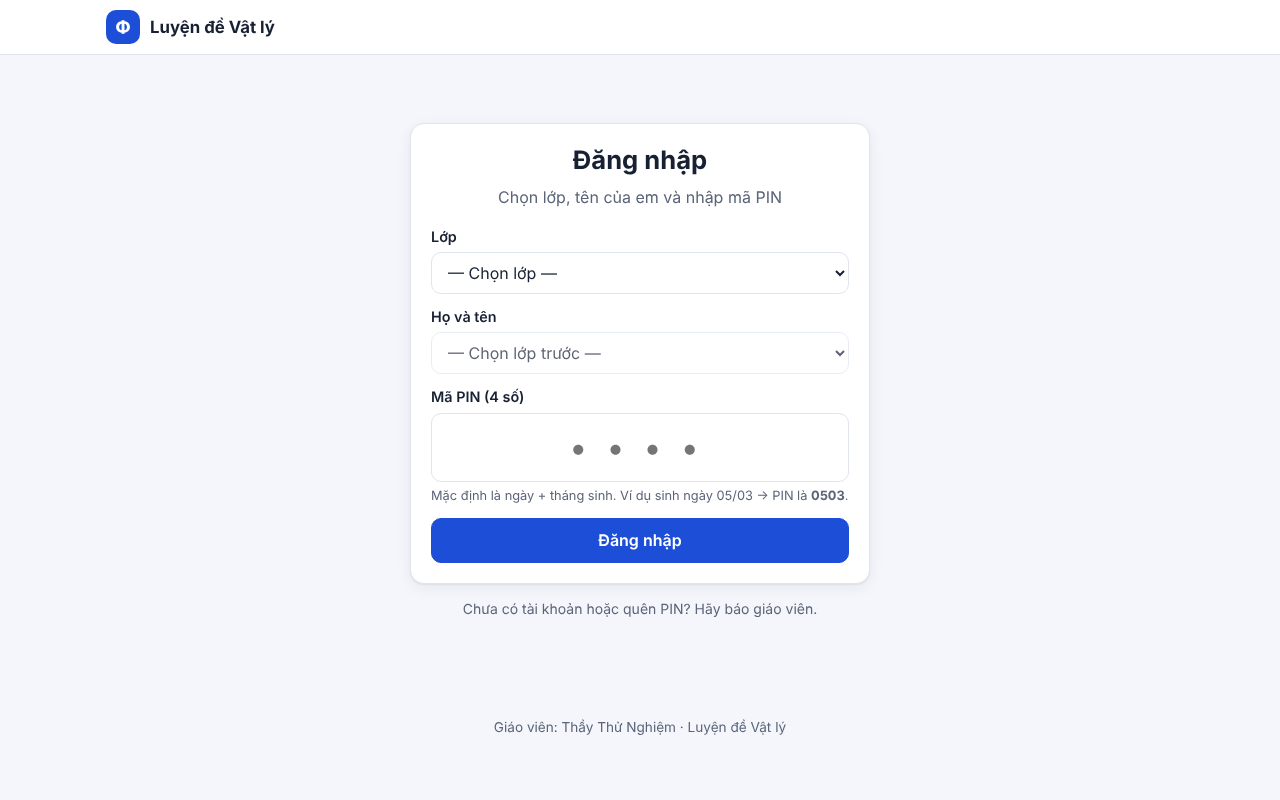 Φ Luyện đề Vật lý
Đăng nhập
Chọn lớp, tên của em và nhập mã PIN
Lớp
— Chọn lớp —
Họ và tên
— Chọn lớp trước —
Mã PIN (4 số)
● ● ● ●
Mặc định là ngày + tháng sinh. Ví dụ sinh ngày 05/03 → PIN là 0503.
Đăng nhập
Chưa có tài khoản hoặc quên PIN? Hãy báo giáo viên.
Giáo viên: Thầy Thử Nghiệm · Luyện đề Vật lý